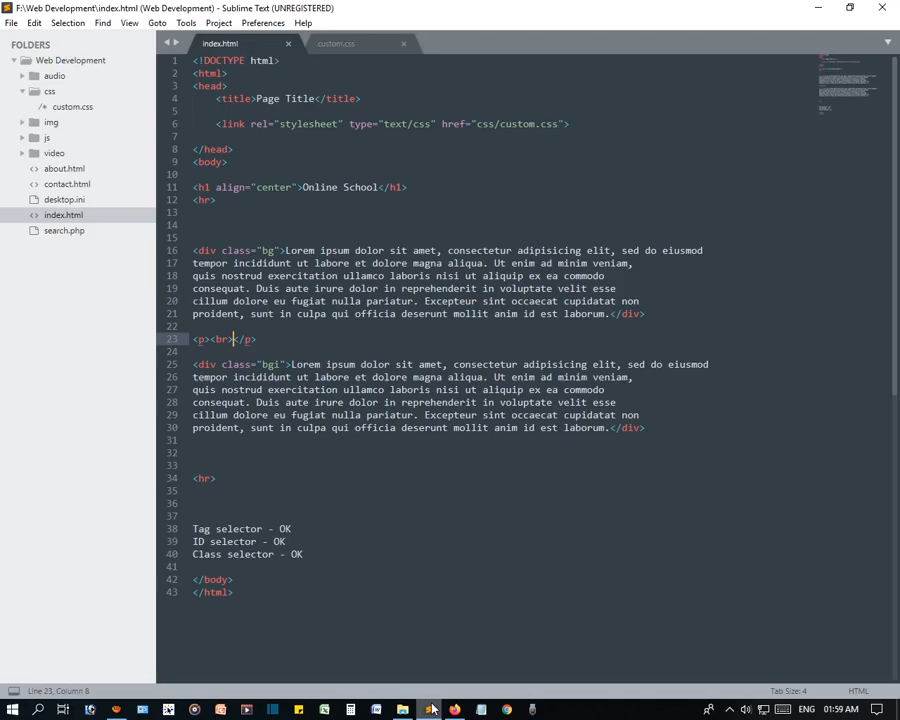 F:\Web Development\index.html (Web Development) - Sublime Text (UNREGISTERED)
File Edit Selection Find View Goto Tools Project Preferences Help
FOLDERS
Web Development
audio
css
custom.css
img
js
video
about.html
contact.html
desktop.ini
index.html
search.php
index.html custom.css
1 <!DOCTYPE html>
2 <html>
3 <head>
4 <title>Page Title</title>
5
6 <link rel="stylesheet" type="text/css" href="css/custom.css">
7
8 </head>
9 <body>
10
11 <h1 align="center">Online School</h1>
12 <hr>
13
14
15
16 <div class="bg">Lorem ipsum dolor sit amet, consectetur adipisicing elit, sed do eiusmod
17 tempor incididunt ut labore et dolore magna aliqua. Ut enim ad minim veniam,
18 quis nostrud exercitation ullamco laboris nisi ut aliquip ex ea commodo
19 consequat. Duis aute irure dolor in reprehenderit in voluptate velit esse
20 cillum dolore eu fugiat nulla pariatur. Excepteur sint occaecat cupidatat non
21 proident, sunt in culpa qui officia deserunt mollit anim id est laborum.</div>
22
23 <p><br></p>
24
25 <div class="bgi">Lorem ipsum dolor sit amet, consectetur adipisicing elit, sed do eiusmod
26 tempor incididunt ut labore et dolore magna aliqua. Ut enim ad minim veniam,
27 quis nostrud exercitation ullamco laboris nisi ut aliquip ex ea commodo
28 consequat. Duis aute irure dolor in reprehenderit in voluptate velit esse
29 cillum dolore eu fugiat nulla pariatur. Excepteur sint occaecat cupidatat non
30 proident, sunt in culpa qui officia deserunt mollit anim id est laborum.</div>
31
32
33
34 <hr>
35
36
37
38 Tag selector - OK
39 ID selector - OK
40 Class selector - OK
41
42 </body>
43 </html>
Line 23, Column 8 Tab Size: 4 HTML
ENG 01:59 AM